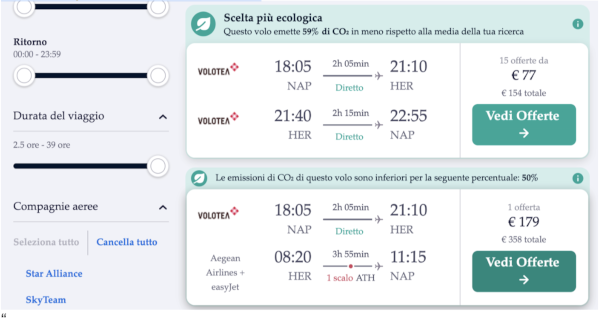 Ritorno
00:00 - 23:59
Durata del viaggio
2.5 ore - 39 ore
Compagnie aeree
Seleziona tutto
Cancella tutto
Star Alliance
SkyTeam
Scelta più ecologica
Questo volo emette 59% di CO₂ in meno rispetto alla media della tua ricerca
VOLOTEA
18:05
2h 05min
21:10
NAP
Diretto
HER
VOLOTEA
21:40
2h 15min
22:55
HER
Diretto
NAP
15 offerte da
€ 77
€ 154 totale
Vedi Offerte
→
Le emissioni di CO₂ di questo volo sono inferiori per la seguente percentuale: 50%
VOLOTEA
18:05
2h 05min
21:10
NAP
Diretto
HER
Aegean
Airlines +
easyJet
08:20
3h 55min
11:15
HER
1 scalo ATH
NAP
1 offerta
€ 179
€ 358 totale
Vedi Offerte
→
“